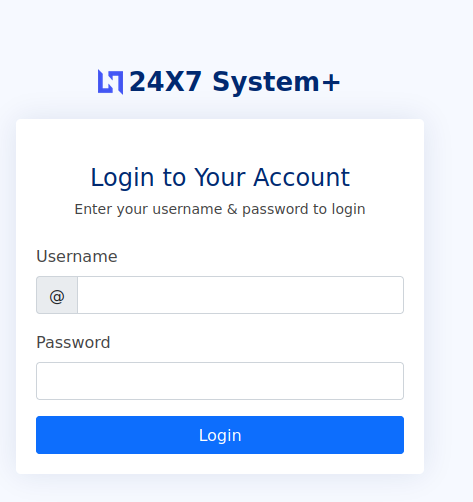 24X7 System+
Login to Your Account
Enter your username & password to login
Username
@
Password
Login